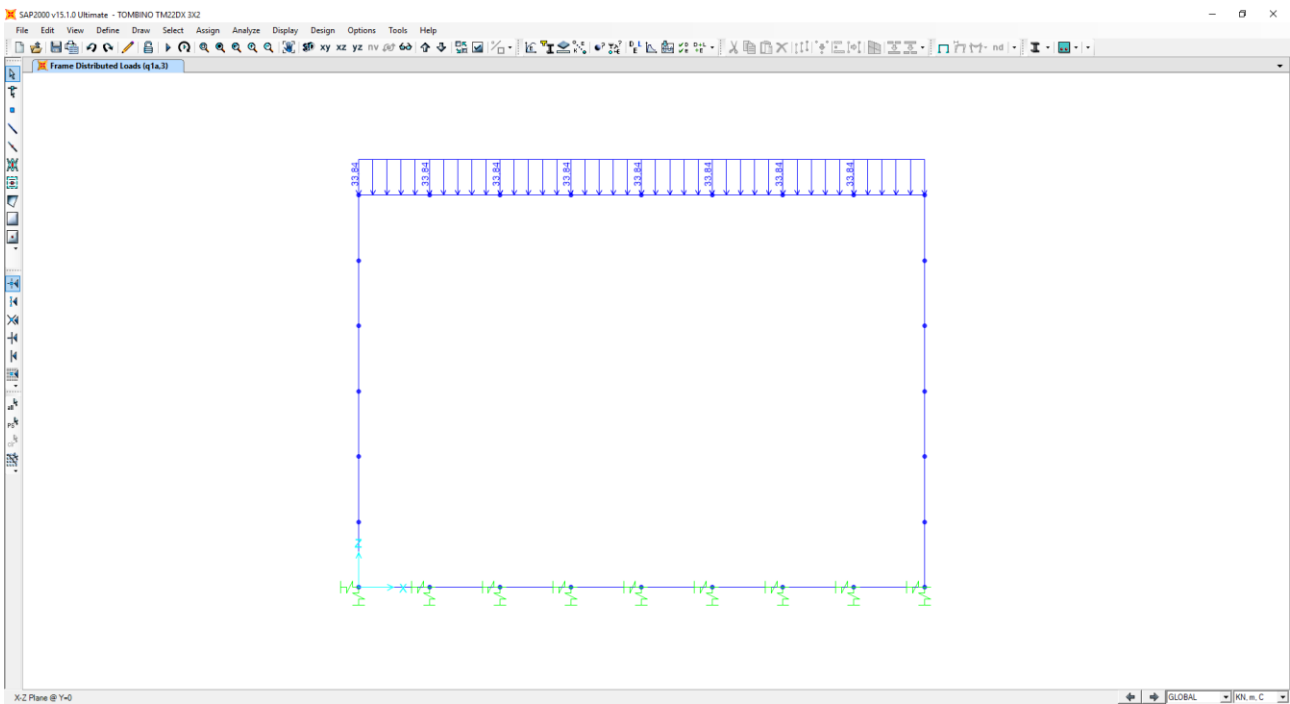 SAP2000 v15.1.0 Ultimate - TOMBINO TM22DX 3X2
File Edit View Define Draw Select Assign Analyze Display Design Options Tools Help
xy xz yz nv nd
Frame Distributed Loads (q1a,3)
33.84 33.84 33.84 33.84 33.84 33.84 33.84 33.84
Z
X
X-Z Plane @ Y=0
GLOBAL
KN, m, C